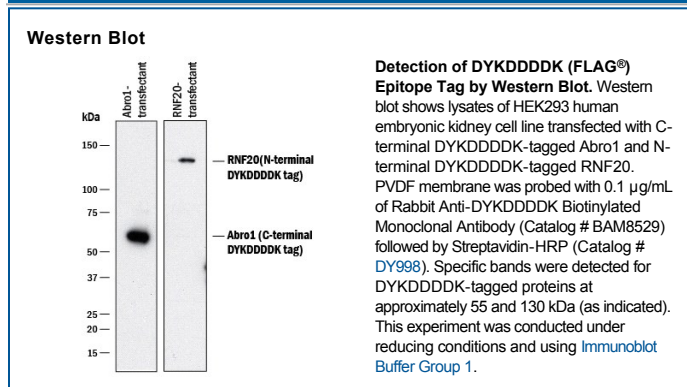 Western Blot
Abro1-
transfectant
RNF20-
transfectant
kDa
150
100
75
50
37
25
20
15
RNF20(N-terminal
DYKDDDDK tag)
Abro1 (C-terminal
DYKDDDDK tag)
Detection of DYKDDDDK (FLAG®)
Epitope Tag by Western Blot. Western
blot shows lysates of HEK293 human
embryonic kidney cell line transfected with C-
terminal DYKDDDDK-tagged Abro1 and N-
terminal DYKDDDDK-tagged RNF20.
PVDF membrane was probed with 0.1 µg/mL
of Rabbit Anti-DYKDDDDK Biotinylated
Monoclonal Antibody (Catalog # BAM8529)
followed by Streptavidin-HRP (Catalog #
DY998). Specific bands were detected for
DYKDDDDK-tagged proteins at
approximately 55 and 130 kDa (as indicated).
This experiment was conducted under
reducing conditions and using Immunoblot
Buffer Group 1.